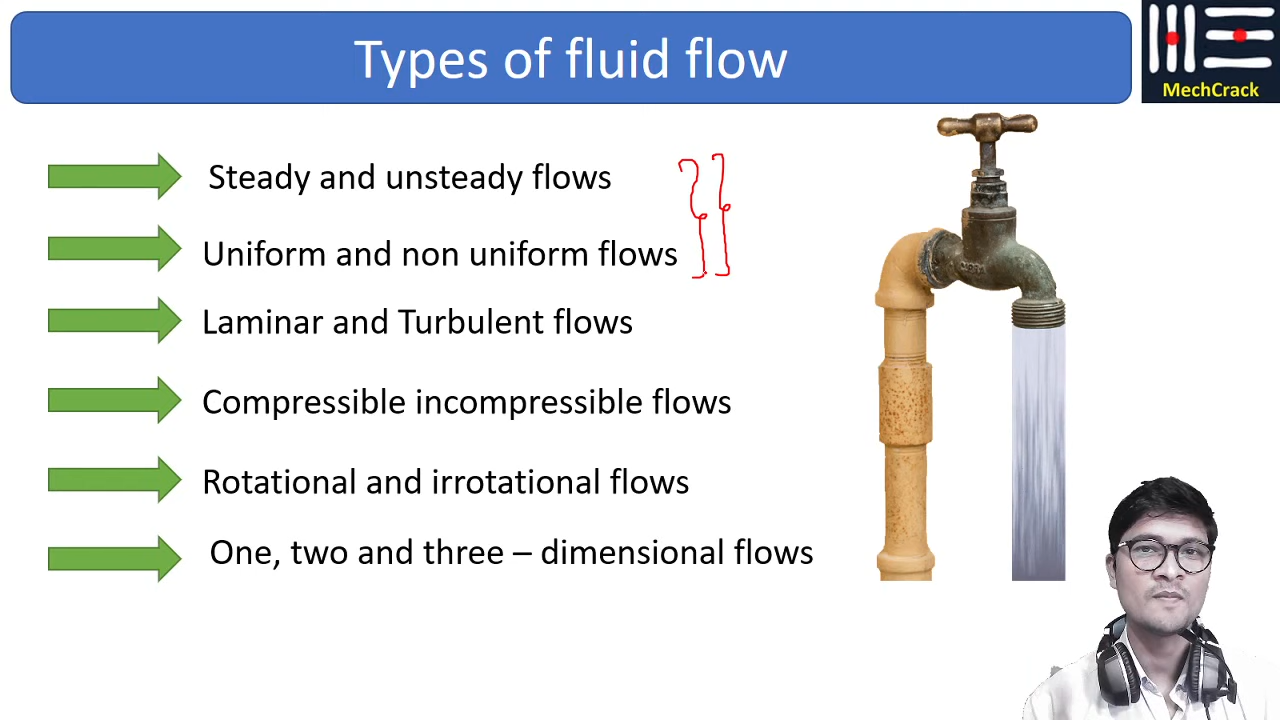 Types of fluid flow
MechCrack
Steady and unsteady flows
Uniform and non uniform flows
Laminar and Turbulent flows
Compressible incompressible flows
Rotational and irrotational flows
One, two and three – dimensional flows